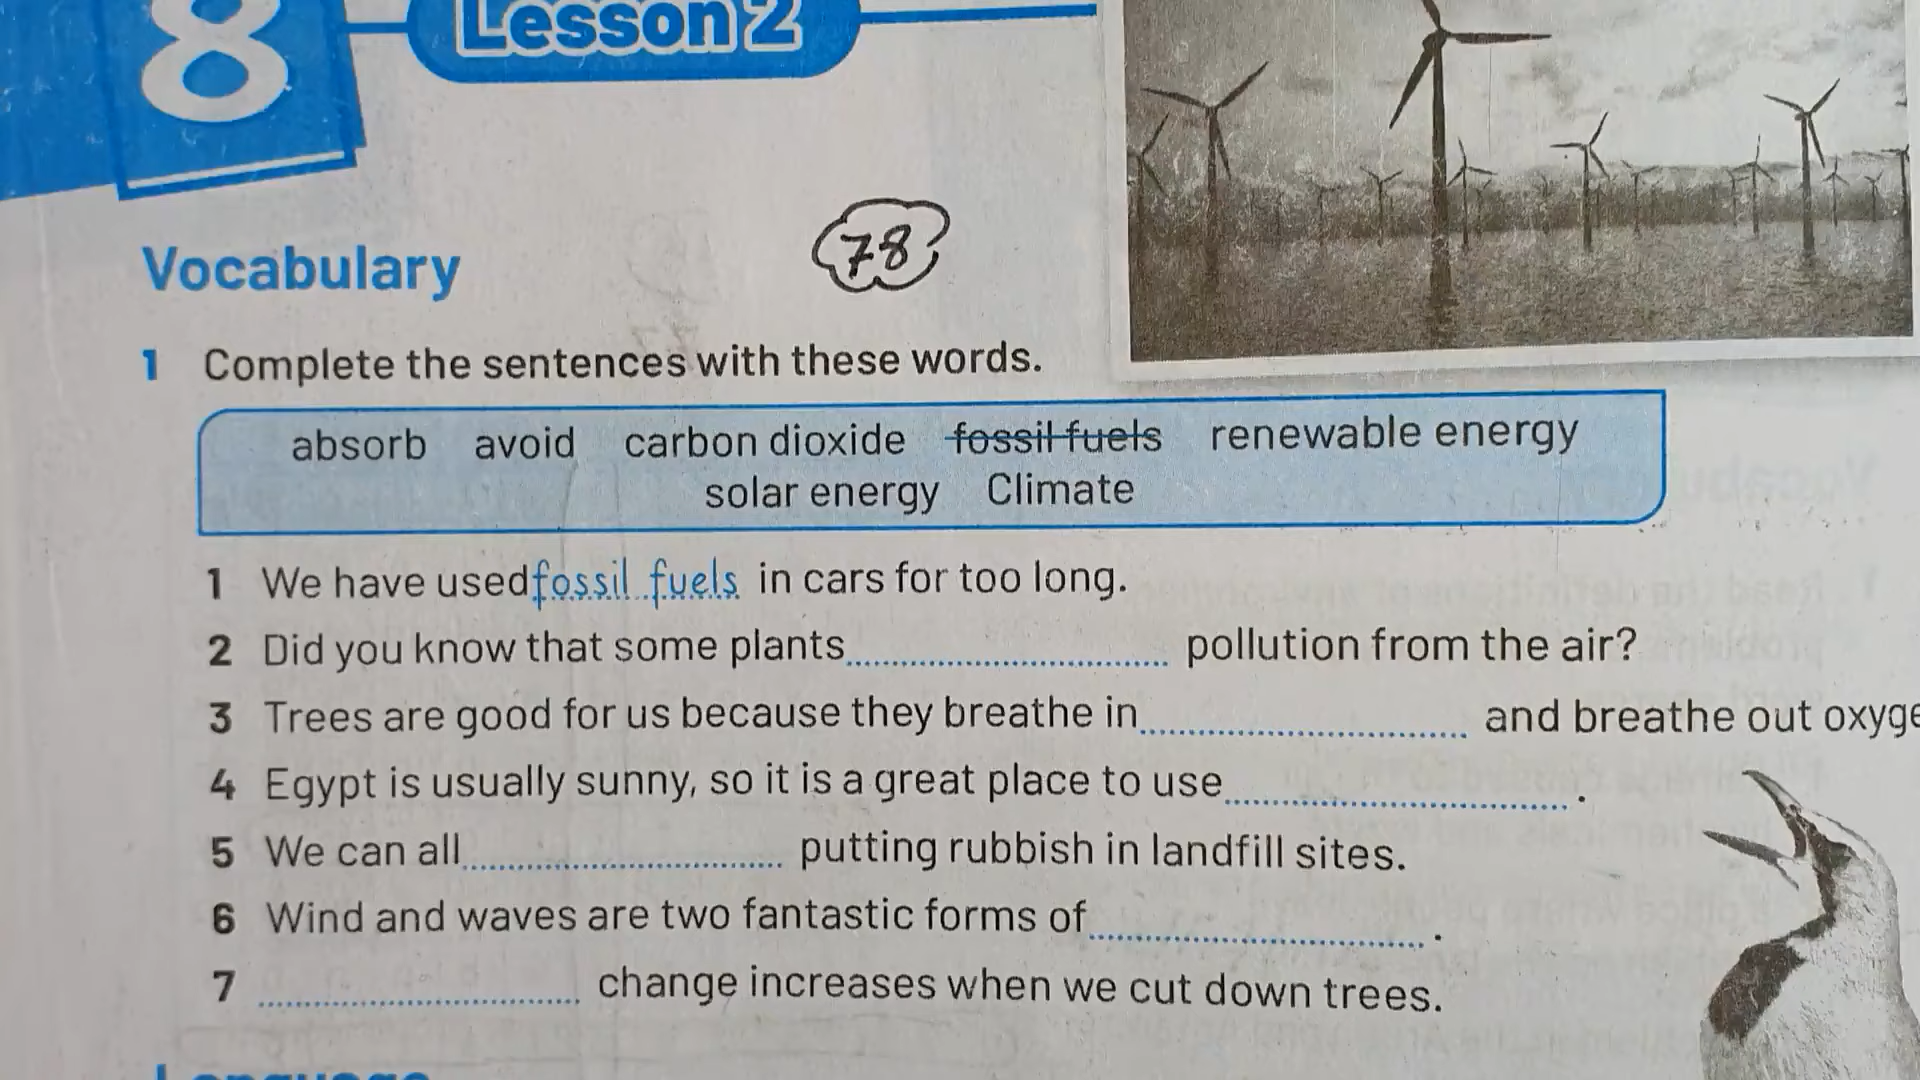 8 Lesson 2
78
Vocabulary
1 Complete the sentences with these words.
absorb avoid carbon dioxide fossil fuels renewable energy
solar energy Climate
1 We have used fossil fuels in cars for too long.
2 Did you know that some plants.......... pollution from the air?
3 Trees are good for us because they breathe in.......... and breathe out oxyge
4 Egypt is usually sunny, so it is a great place to use.......... .
5 We can all.......... putting rubbish in landfill sites.
6 Wind and waves are two fantastic forms of.......... .
7 .......... change increases when we cut down trees.
Language